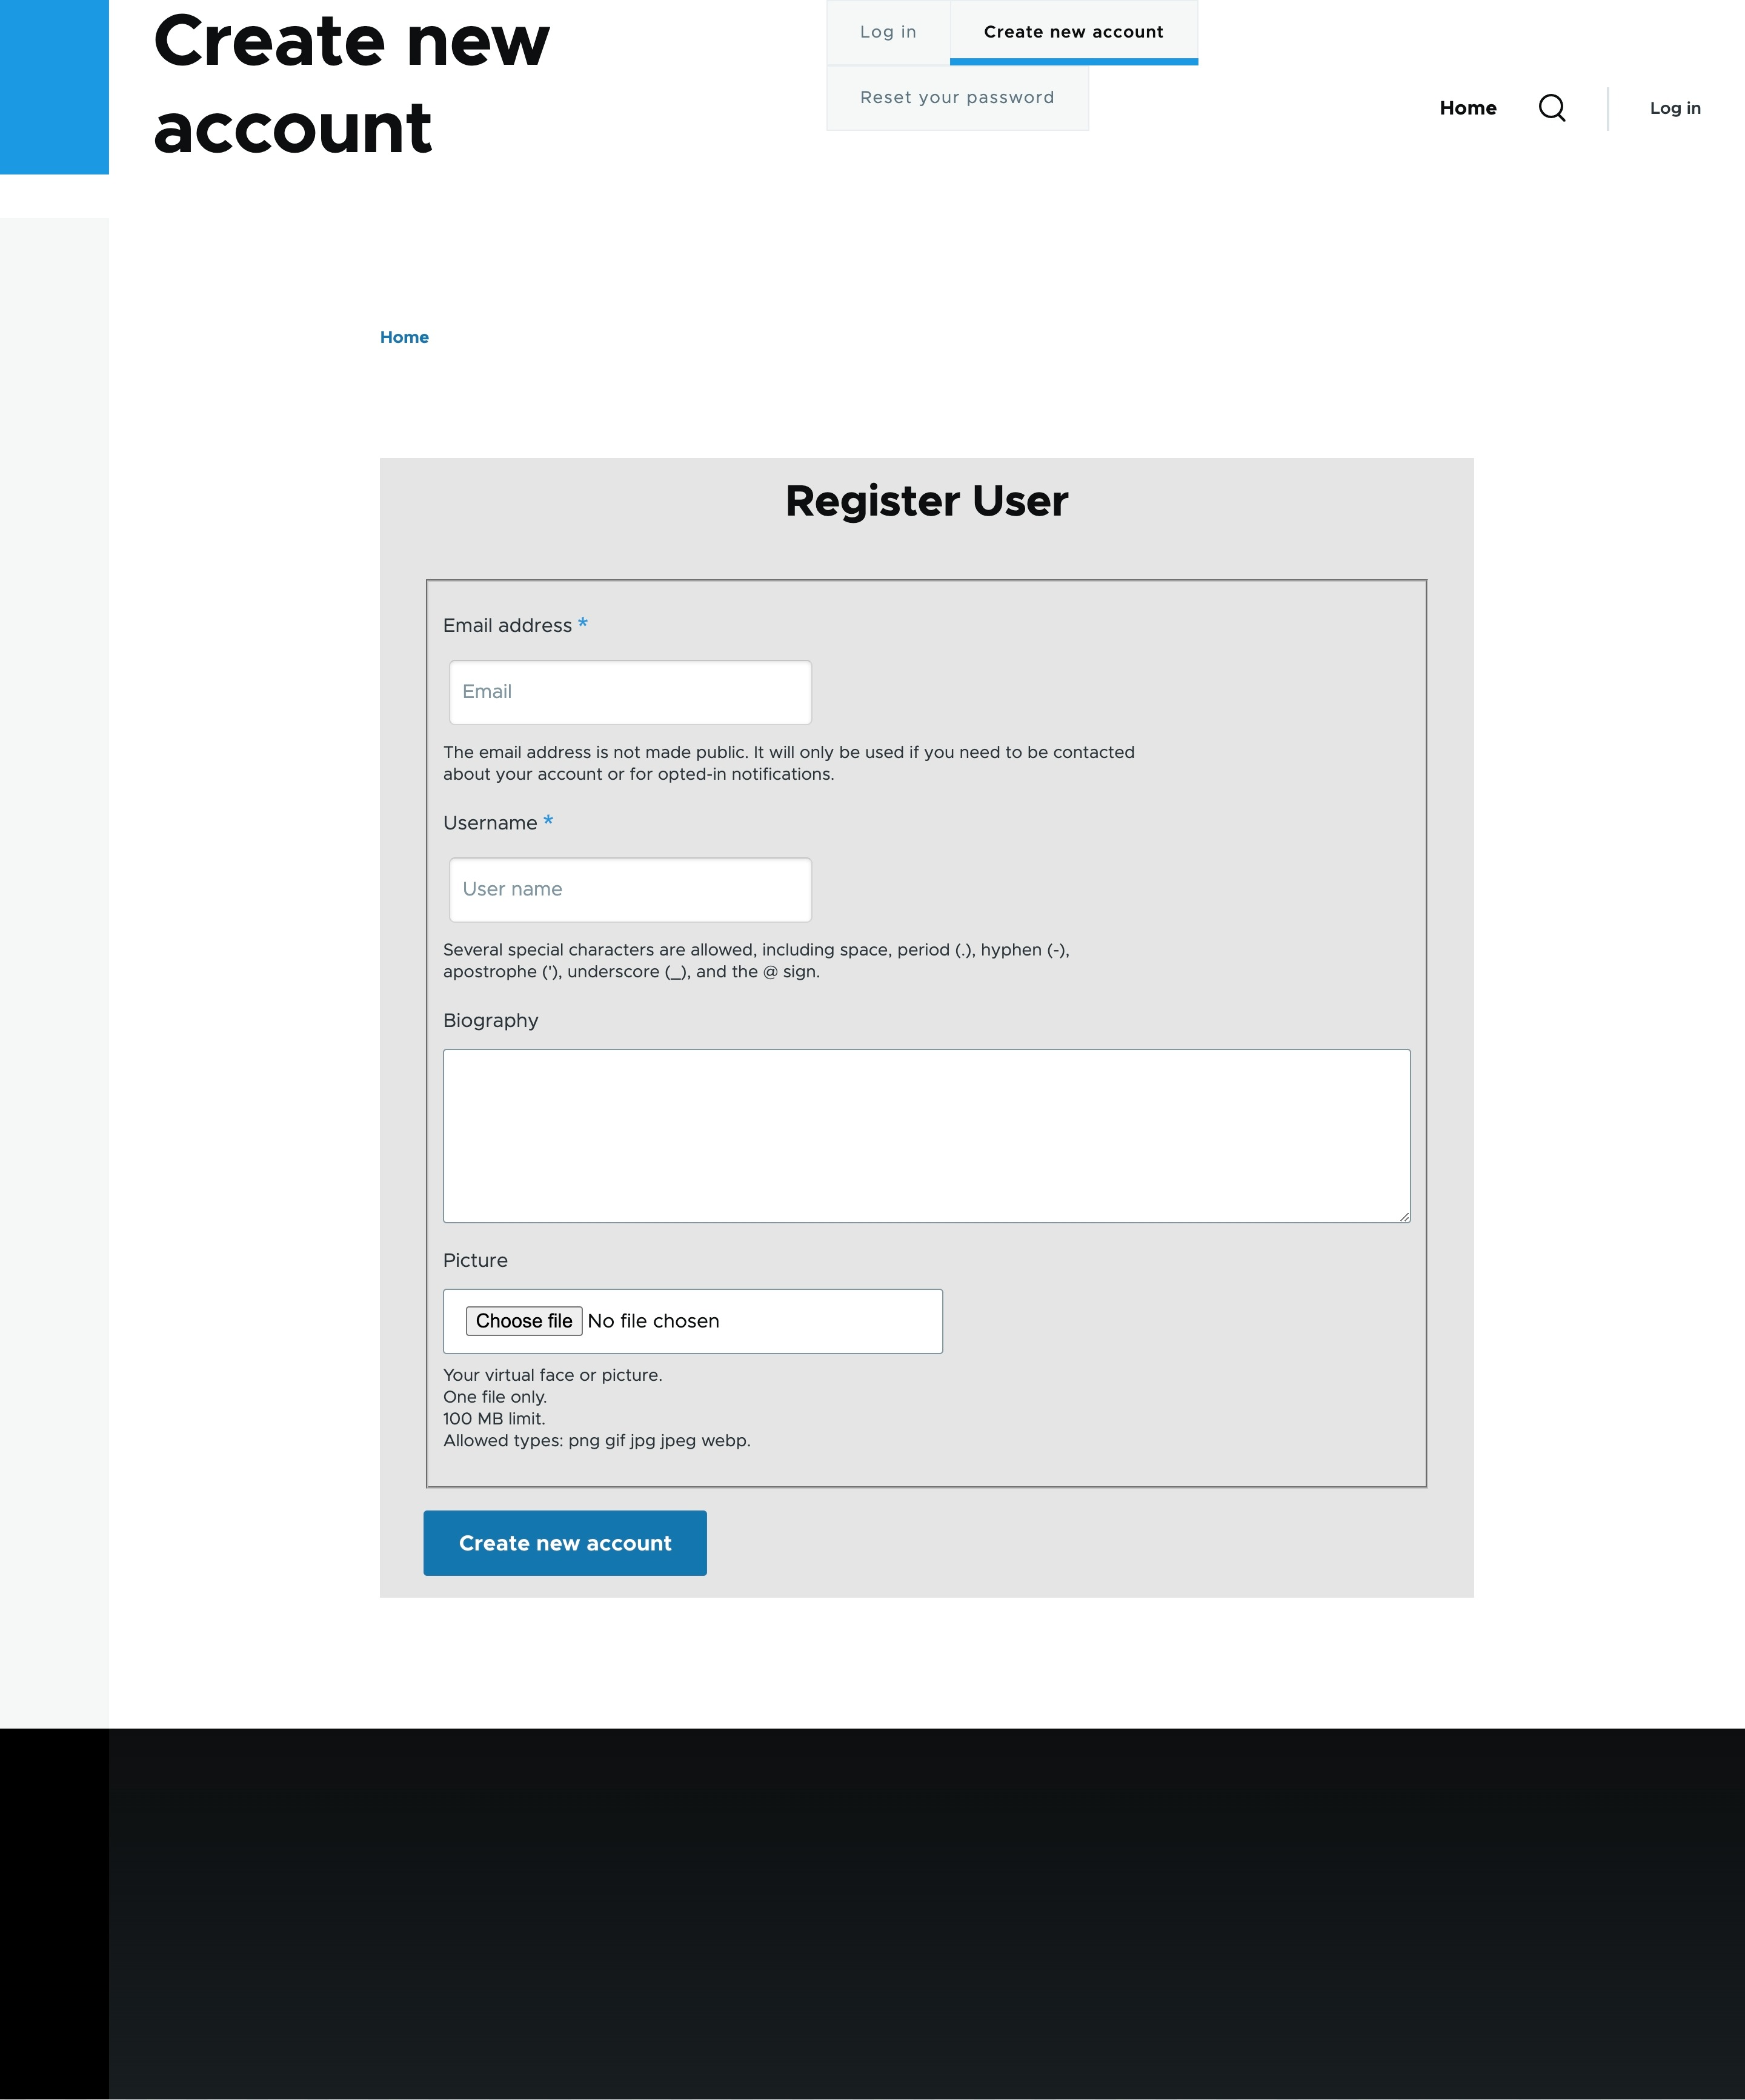 Create new
account
Log in
Create new account
Reset your password
Home
Log in
Home
Register User
Email address *
Email
The email address is not made public. It will only be used if you need to be contacted
about your account or for opted-in notifications.
Username *
User name
Several special characters are allowed, including space, period (.), hyphen (-),
apostrophe ('), underscore (_), and the @ sign.
Biography
Picture
Choose file No file chosen
Your virtual face or picture.
One file only.
100 MB limit.
Allowed types: png gif jpg jpeg webp.
Create new account